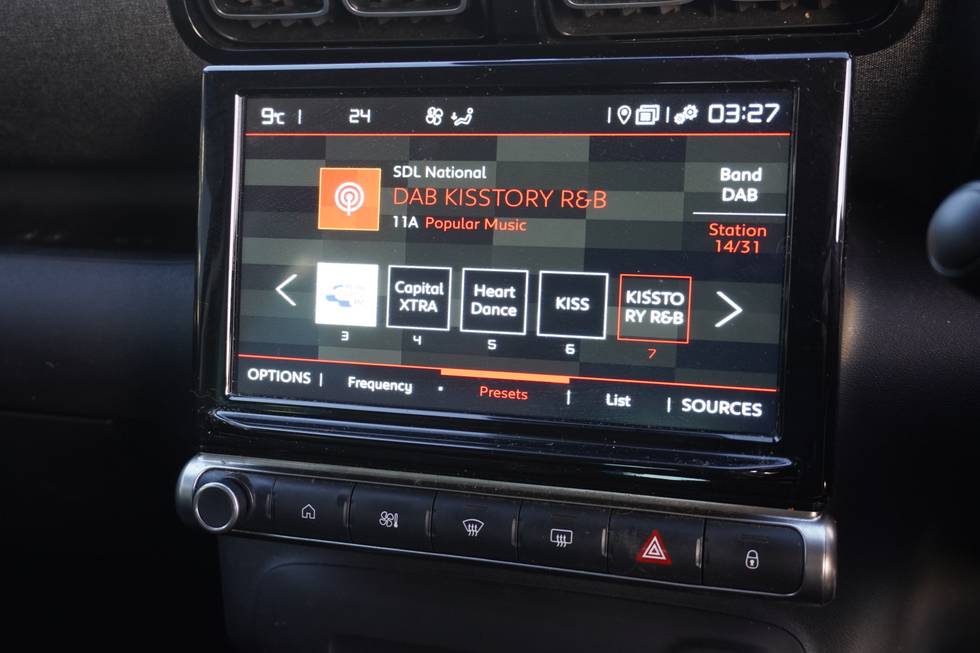 9°C
24
03:27
SDL National
DAB KISSTORY R&B
11A Popular Music
Band
DAB
Station
14/31
Capital
XTRA
Heart
Dance
KISS
KISSTO
RY R&B
3
4
5
6
7
OPTIONS
Frequency
Presets
List
SOURCES